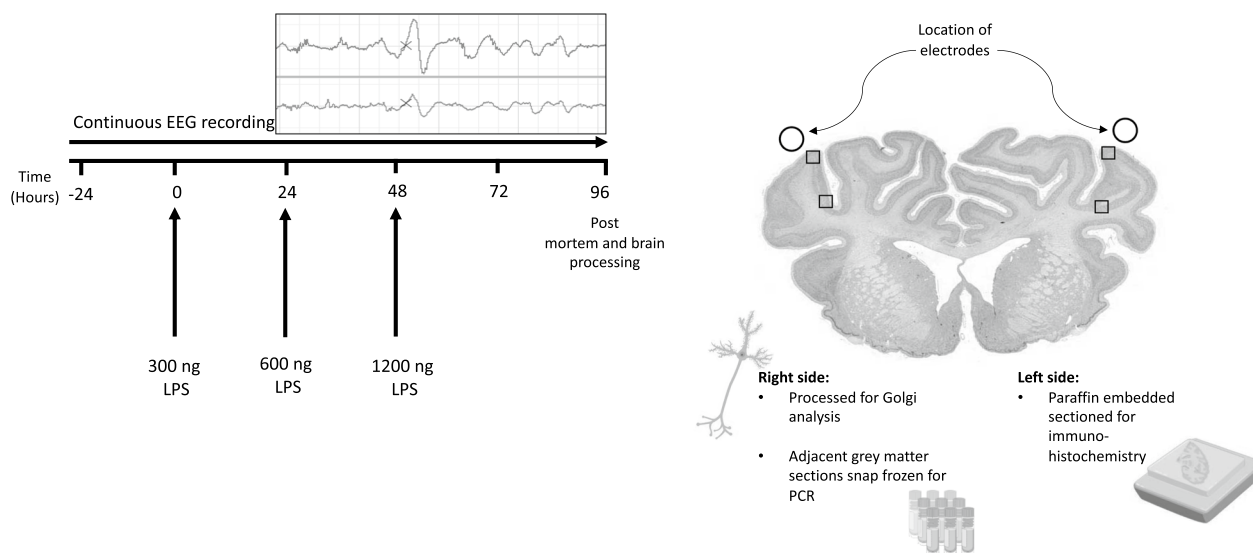 Continuous EEG recording
Time
(Hours)
-24
0
24
48
72
96
Post
mortem and brain
processing
300 ng
LPS
600 ng
LPS
1200 ng
LPS
Location of
electrodes
Right side:
• Processed for Golgi
analysis
• Adjacent grey matter
sections snap frozen for
PCR
Left side:
• Paraffin embedded
sectioned for
immuno-
histochemistry